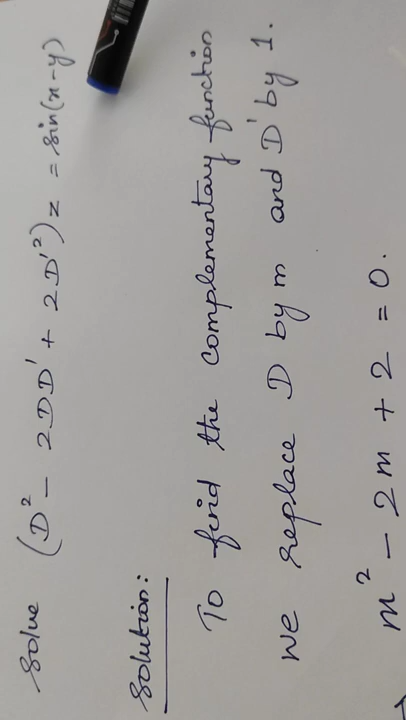 Solve (D² - 2DD' + 2D'²) z = sin(x-y)
Solution:
To find the complementary function
we replace D by m and D' by 1.
m² - 2m + 2 = 0.